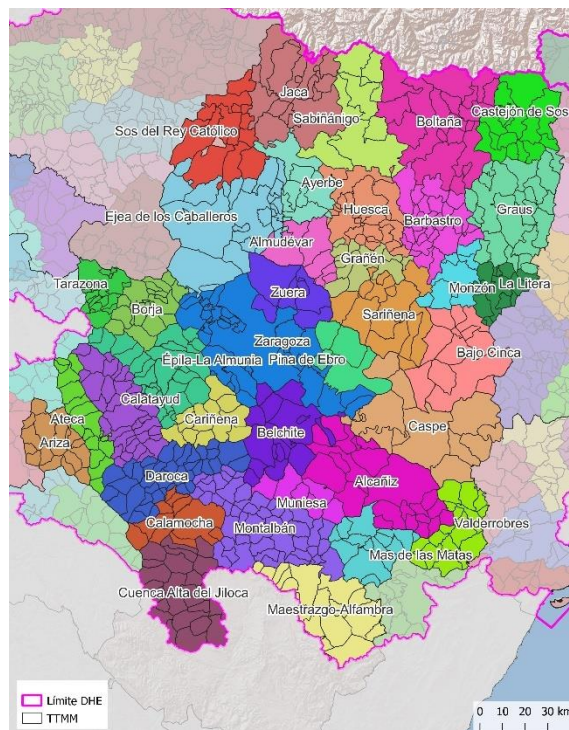 Jaca
Sabiñánigo
Boltaña
Castejón de Sos
Sos del Rey Católico
Ayerbe
Huesca
Barbastro
Graus
Ejea de los Caballeros
Almudévar
Grañén
Tarazona
Zuera
Monzón
La Litera
Borja
Sariñena
Zaragoza
Épila-La Almunia
Pina de Ebro
Bajo Cinca
Calatayud
Ateca
Cariñena
Caspe
Ariza
Belchite
Daroca
Alcañiz
Muniesa
Calamocha
Montalbán
Valderrobres
Mas de las Matas
Cuenca Alta del Jiloca
Maestrazgo-Alfambra
Límite DHE
TTMM
0 10 20 30 km